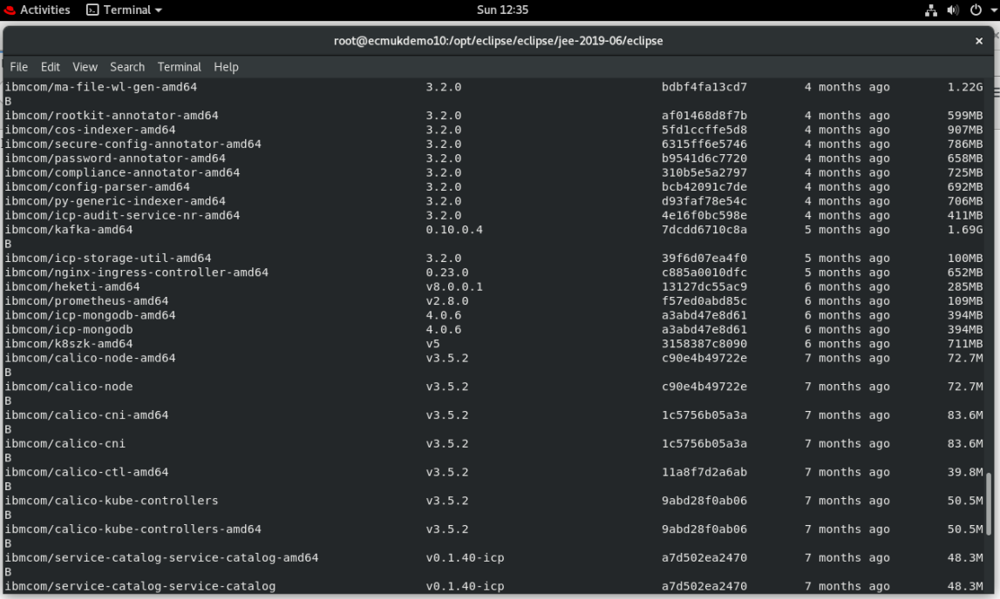 Activities Terminal Sun 12:35
root@ecmukdemo10:/opt/eclipse/eclipse/jee-2019-06/eclipse
File Edit View Search Terminal Help
ibmcom/ma-file-wl-gen-amd64 3.2.0 bdbf4fa13cd7 4 months ago 1.22G
B
ibmcom/rootkit-annotator-amd64 3.2.0 af01468d8f7b 4 months ago 599MB
ibmcom/cos-indexer-amd64 3.2.0 5fd1ccffe5d8 4 months ago 907MB
ibmcom/secure-config-annotator-amd64 3.2.0 6315ff6e5746 4 months ago 786MB
ibmcom/password-annotator-amd64 3.2.0 b9541d6c7720 4 months ago 658MB
ibmcom/compliance-annotator-amd64 3.2.0 310b5e5a2797 4 months ago 725MB
ibmcom/config-parser-amd64 3.2.0 bcb42091c7de 4 months ago 692MB
ibmcom/py-generic-indexer-amd64 3.2.0 d93faf78e54c 4 months ago 706MB
ibmcom/icp-audit-service-nr-amd64 3.2.0 4e16f0bc598e 4 months ago 411MB
ibmcom/kafka-amd64 0.10.0.4 7dcdd6710c8a 5 months ago 1.69G
B
ibmcom/icp-storage-util-amd64 3.2.0 39f6d07ea4f0 5 months ago 100MB
ibmcom/nginx-ingress-controller-amd64 0.23.0 c885a0010dfc 5 months ago 652MB
ibmcom/heketi-amd64 v8.0.0.1 13127dc55ac9 6 months ago 285MB
ibmcom/prometheus-amd64 v2.8.0 f57ed0abd85c 6 months ago 109MB
ibmcom/icp-mongodb-amd64 4.0.6 a3abd47e8d61 6 months ago 394MB
ibmcom/icp-mongodb 4.0.6 a3abd47e8d61 6 months ago 394MB
ibmcom/k8szk-amd64 v5 3158387c8090 6 months ago 711MB
ibmcom/calico-node-amd64 v3.5.2 c90e4b49722e 7 months ago 72.7M
B
ibmcom/calico-node v3.5.2 c90e4b49722e 7 months ago 72.7M
B
ibmcom/calico-cni-amd64 v3.5.2 1c5756b05a3a 7 months ago 83.6M
B
ibmcom/calico-cni v3.5.2 1c5756b05a3a 7 months ago 83.6M
B
ibmcom/calico-ctl-amd64 v3.5.2 11a8f7d2a6ab 7 months ago 39.8M
B
ibmcom/calico-kube-controllers v3.5.2 9abd28f0ab06 7 months ago 50.5M
B
ibmcom/calico-kube-controllers-amd64 v3.5.2 9abd28f0ab06 7 months ago 50.5M
B
ibmcom/service-catalog-service-catalog-amd64 v0.1.40-icp a7d502ea2470 7 months ago 48.3M
B
ibmcom/service-catalog-service-catalog v0.1.40-icp a7d502ea2470 7 months ago 48.3M